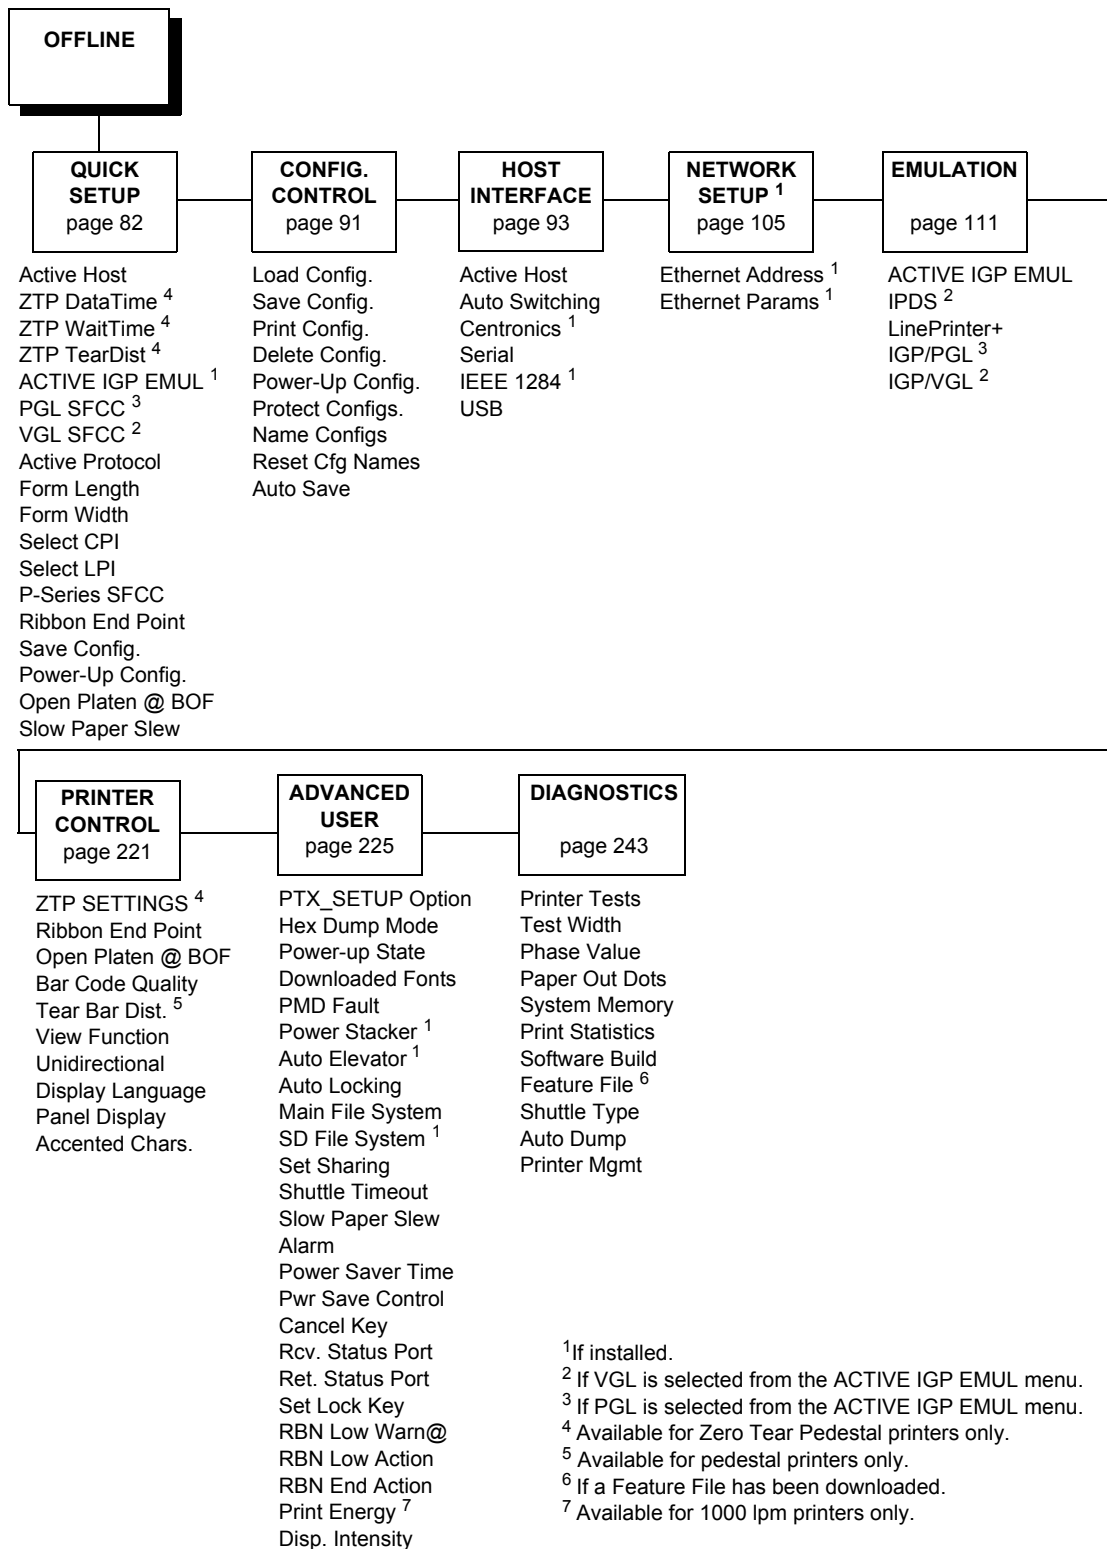 OFFLINE
QUICK
SETUP
page 82
CONFIG.
CONTROL
page 91
HOST
INTERFACE
page 93
NETWORK
SETUP 1
page 105
EMULATION
page 111
Active Host
ZTP DataTime 4
ZTP WaitTime 4
ZTP TearDist 4
ACTIVE IGP EMUL 1
PGL SFCC 3
VGL SFCC 2
Active Protocol
Form Length
Form Width
Select CPI
Select LPI
P-Series SFCC
Ribbon End Point
Save Config.
Power-Up Config.
Open Platen @ BOF
Slow Paper Slew
Load Config.
Save Config.
Print Config.
Delete Config.
Power-Up Config.
Protect Configs.
Name Configs
Reset Cfg Names
Auto Save
Active Host
Auto Switching
Centronics 1
Serial
IEEE 1284 1
USB
Ethernet Address 1
Ethernet Params 1
ACTIVE IGP EMUL
IPDS 2
LinePrinter+
IGP/PGL 3
IGP/VGL 2
PRINTER
CONTROL
page 221
ADVANCED
USER
page 225
DIAGNOSTICS
page 243
ZTP SETTINGS 4
Ribbon End Point
Open Platen @ BOF
Bar Code Quality
Tear Bar Dist. 5
View Function
Unidirectional
Display Language
Panel Display
Accented Chars.
PTX_SETUP Option
Hex Dump Mode
Power-up State
Downloaded Fonts
PMD Fault
Power Stacker 1
Auto Elevator 1
Auto Locking
Main File System
SD File System 1
Set Sharing
Shuttle Timeout
Slow Paper Slew
Alarm
Power Saver Time
Pwr Save Control
Cancel Key
Rcv. Status Port
Ret. Status Port
Set Lock Key
RBN Low Warn@
RBN Low Action
RBN End Action
Print Energy 7
Disp. Intensity
Printer Tests
Test Width
Phase Value
Paper Out Dots
System Memory
Print Statistics
Software Build
Feature File 6
Shuttle Type
Auto Dump
Printer Mgmt
1If installed.
2 If VGL is selected from the ACTIVE IGP EMUL menu.
3 If PGL is selected from the ACTIVE IGP EMUL menu.
4 Available for Zero Tear Pedestal printers only.
5 Available for pedestal printers only.
6 If a Feature File has been downloaded.
7 Available for 1000 lpm printers only.